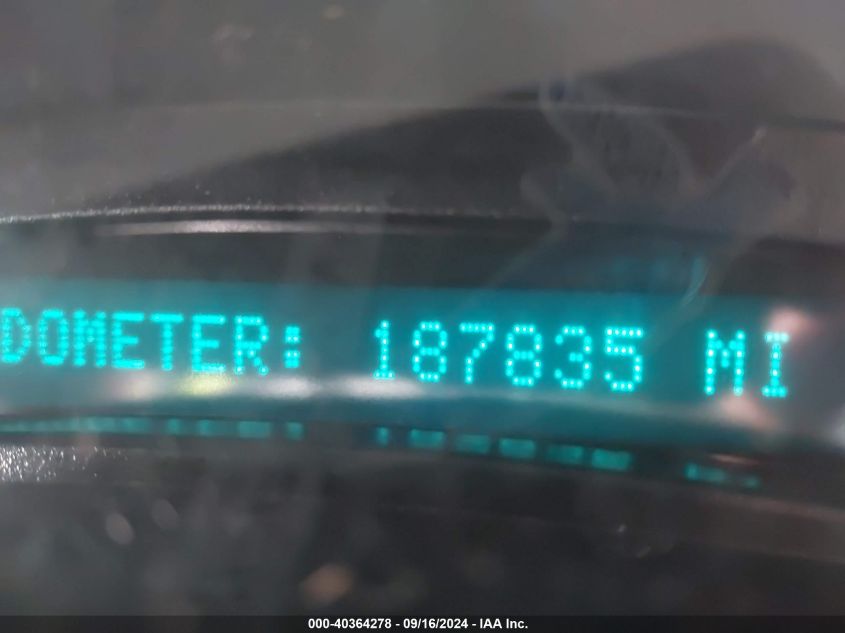 DOMETER: 187835 MI
000-40364278 - 09/16/2024 - IAA Inc.